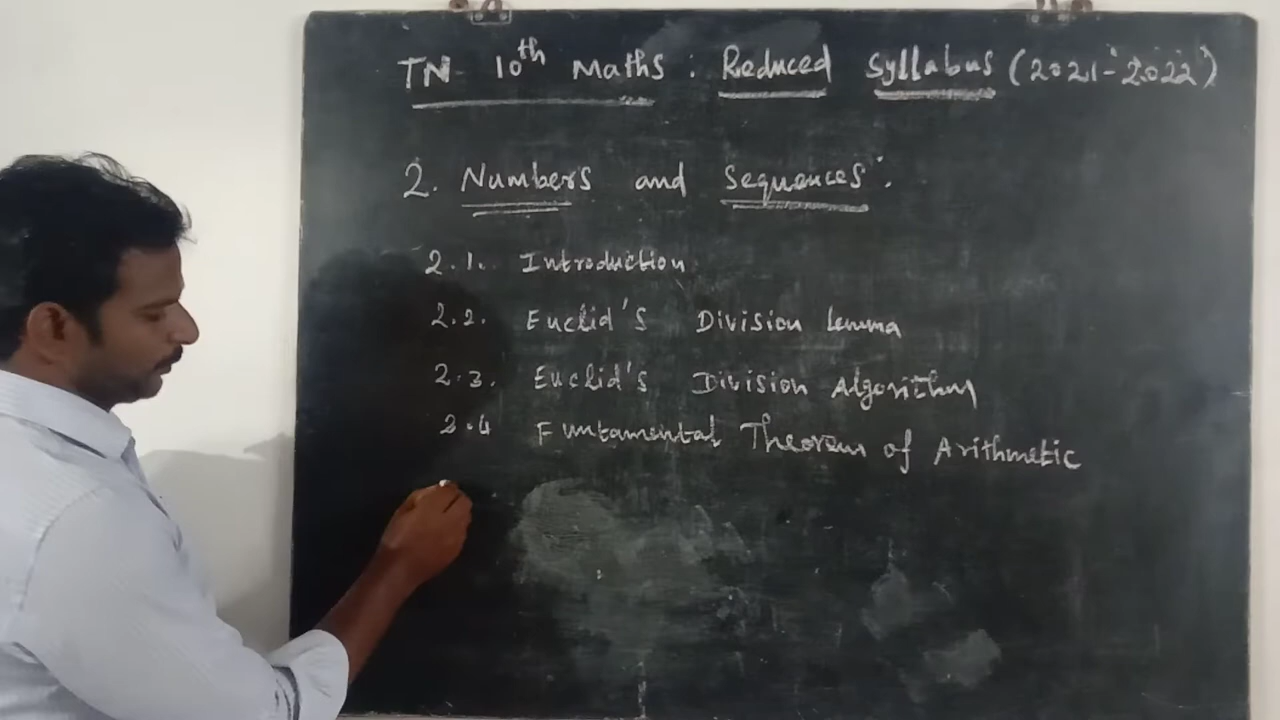 TN 10th Maths : Reduced Syllabus (2021-2022)
2. Numbers and Sequences:
2.1. Introduction
2.2. Euclid's Division Lemma
2.3. Euclid's Division Algorithm
2.4 Funtamental Theorem of Arithmetic